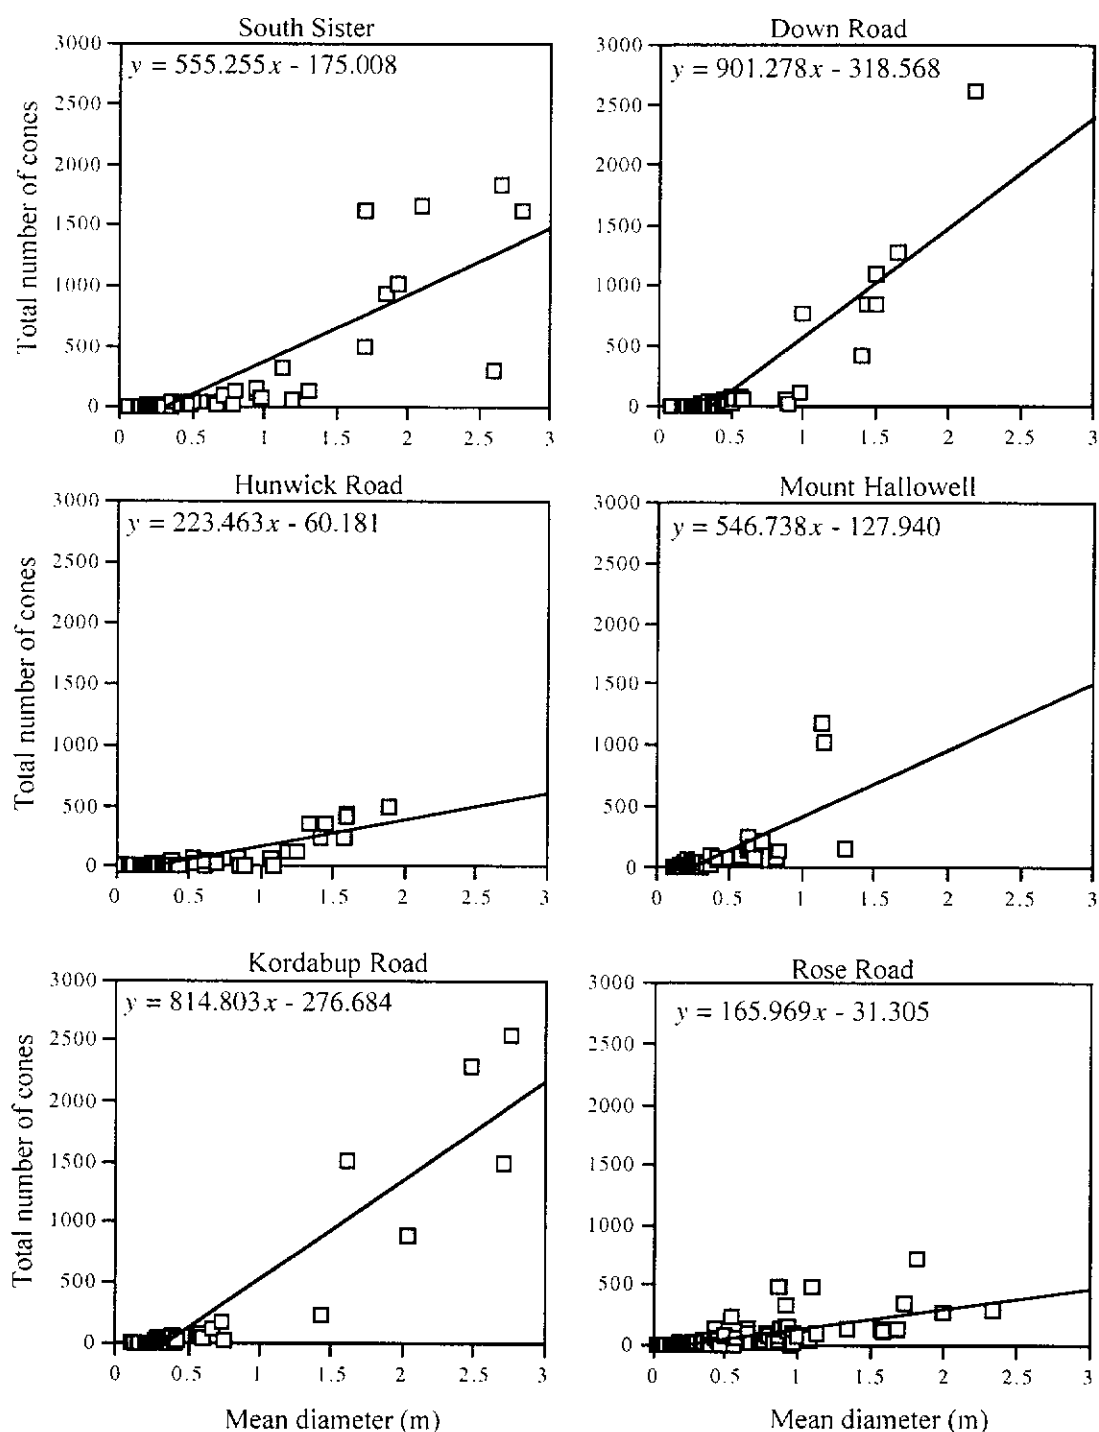 South Sister
y = 555.255x - 175.008
Total number of cones
3000
2500
2000
1500
1000
500
0
0 0.5 1 1.5 2 2.5 3
Down Road
y = 901.278x - 318.568
3000
2500
2000
1500
1000
500
0
0 0.5 1 1.5 2 2.5 3
Hunwick Road
y = 223.463x - 60.181
Total number of cones
3000
2500
2000
1500
1000
500
0
0 0.5 1 1.5 2 2.5 3
Mount Hallowell
y = 546.738x - 127.940
3000
2500
2000
1500
1000
500
0
0 0.5 1 1.5 2 2.5 3
Kordabup Road
y = 814.803x - 276.684
Total number of cones
3000
2500
2000
1500
1000
500
0
0 0.5 1 1.5 2 2.5 3
Mean diameter (m)
Rose Road
y = 165.969x - 31.305
3000
2500
2000
1500
1000
500
0
0 0.5 1 1.5 2 2.5 3
Mean diameter (m)